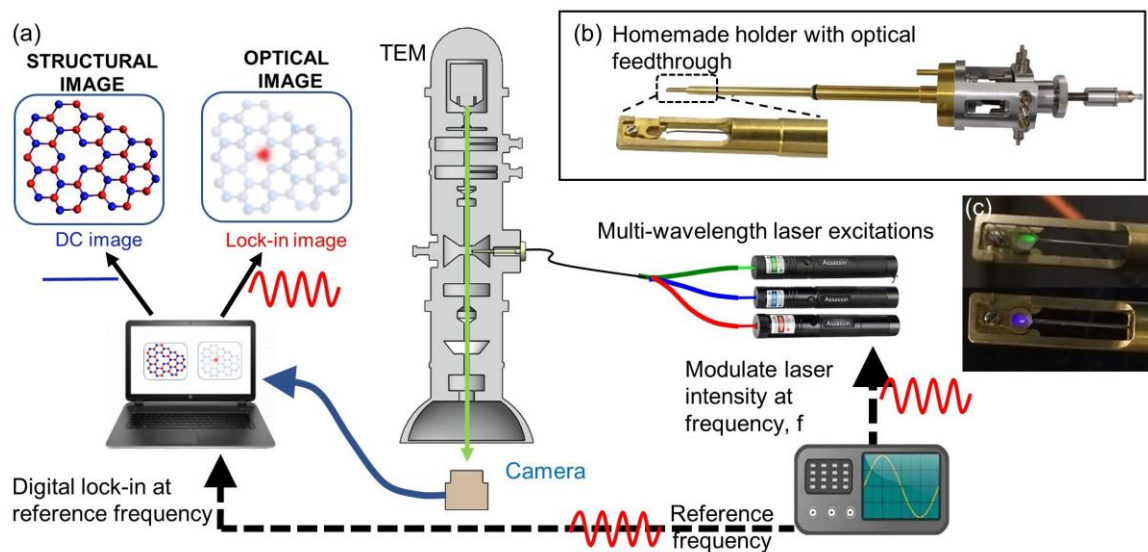 (a)
STRUCTURAL
IMAGE
OPTICAL
IMAGE
DC image
Lock-in image
TEM
(b) Homemade holder with optical
feedthrough
Multi-wavelength laser excitations
Assassin
Assassin
Assassin
(c)
Modulate laser
intensity at
frequency, f
Camera
Digital lock-in at
reference frequency
Reference
frequency